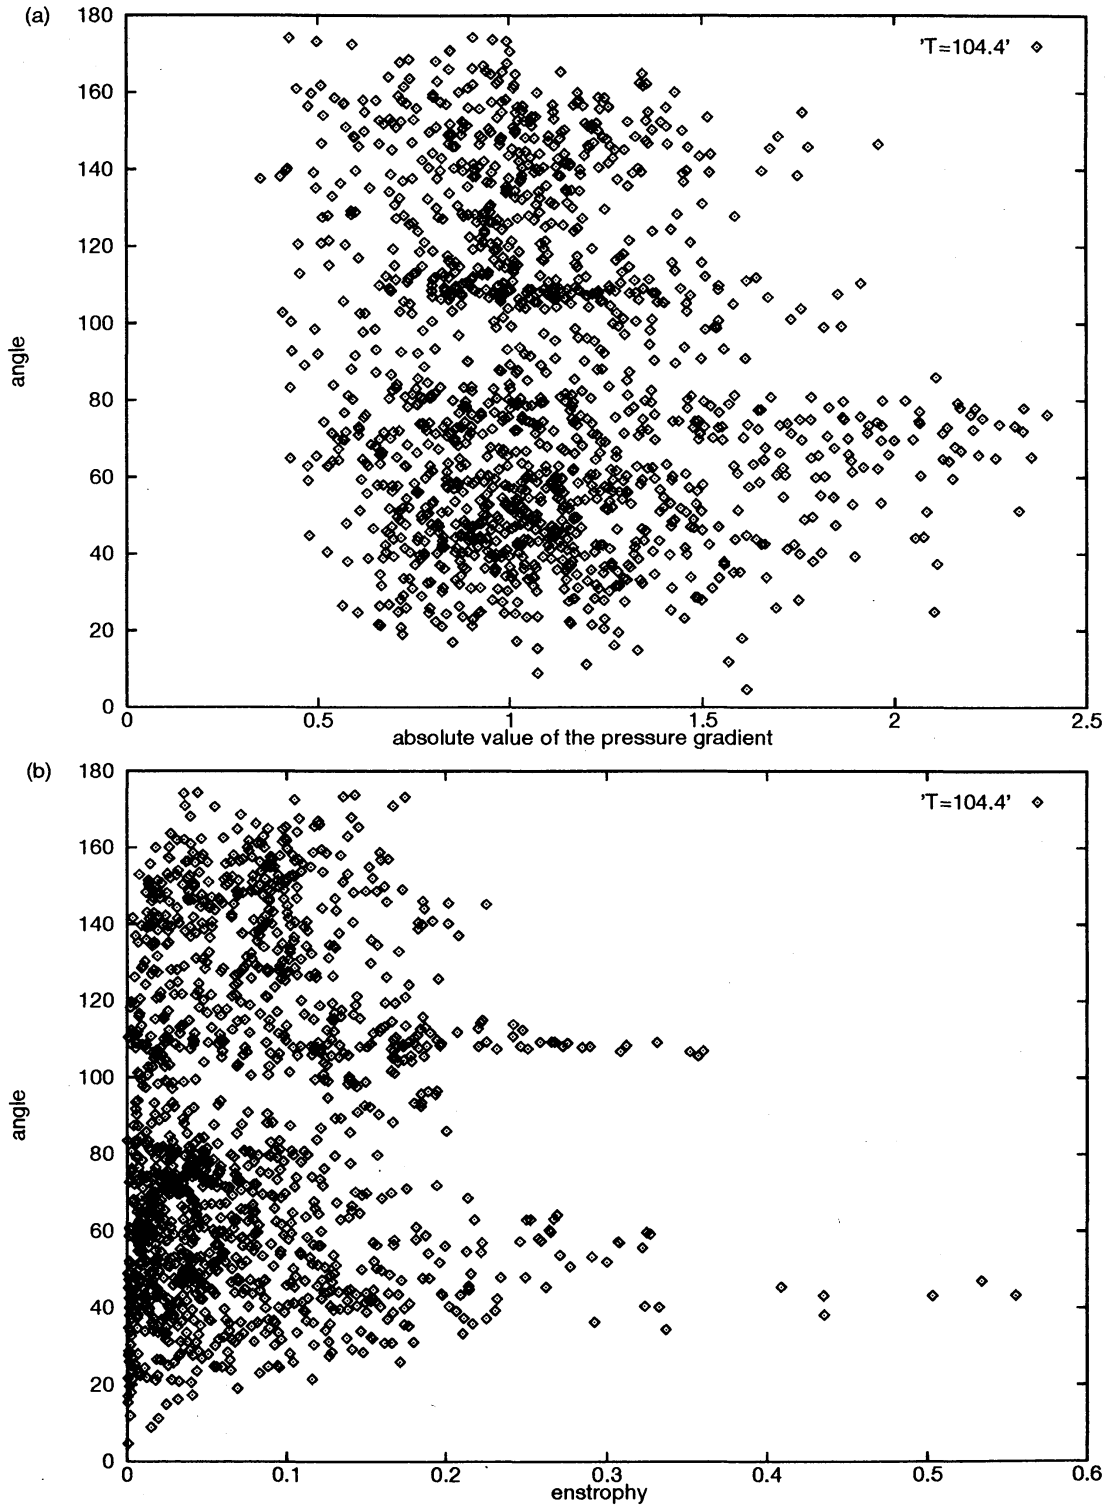 (a)
180
160
140
120
100
80
60
40
20
0
angle
'T=104.4'
0 0.5 1 1.5 2 2.5
absolute value of the pressure gradient
(b)
180
160
140
120
100
80
60
40
20
0
angle
'T=104.4'
0 0.1 0.2 0.3 0.4 0.5 0.6
enstrophy